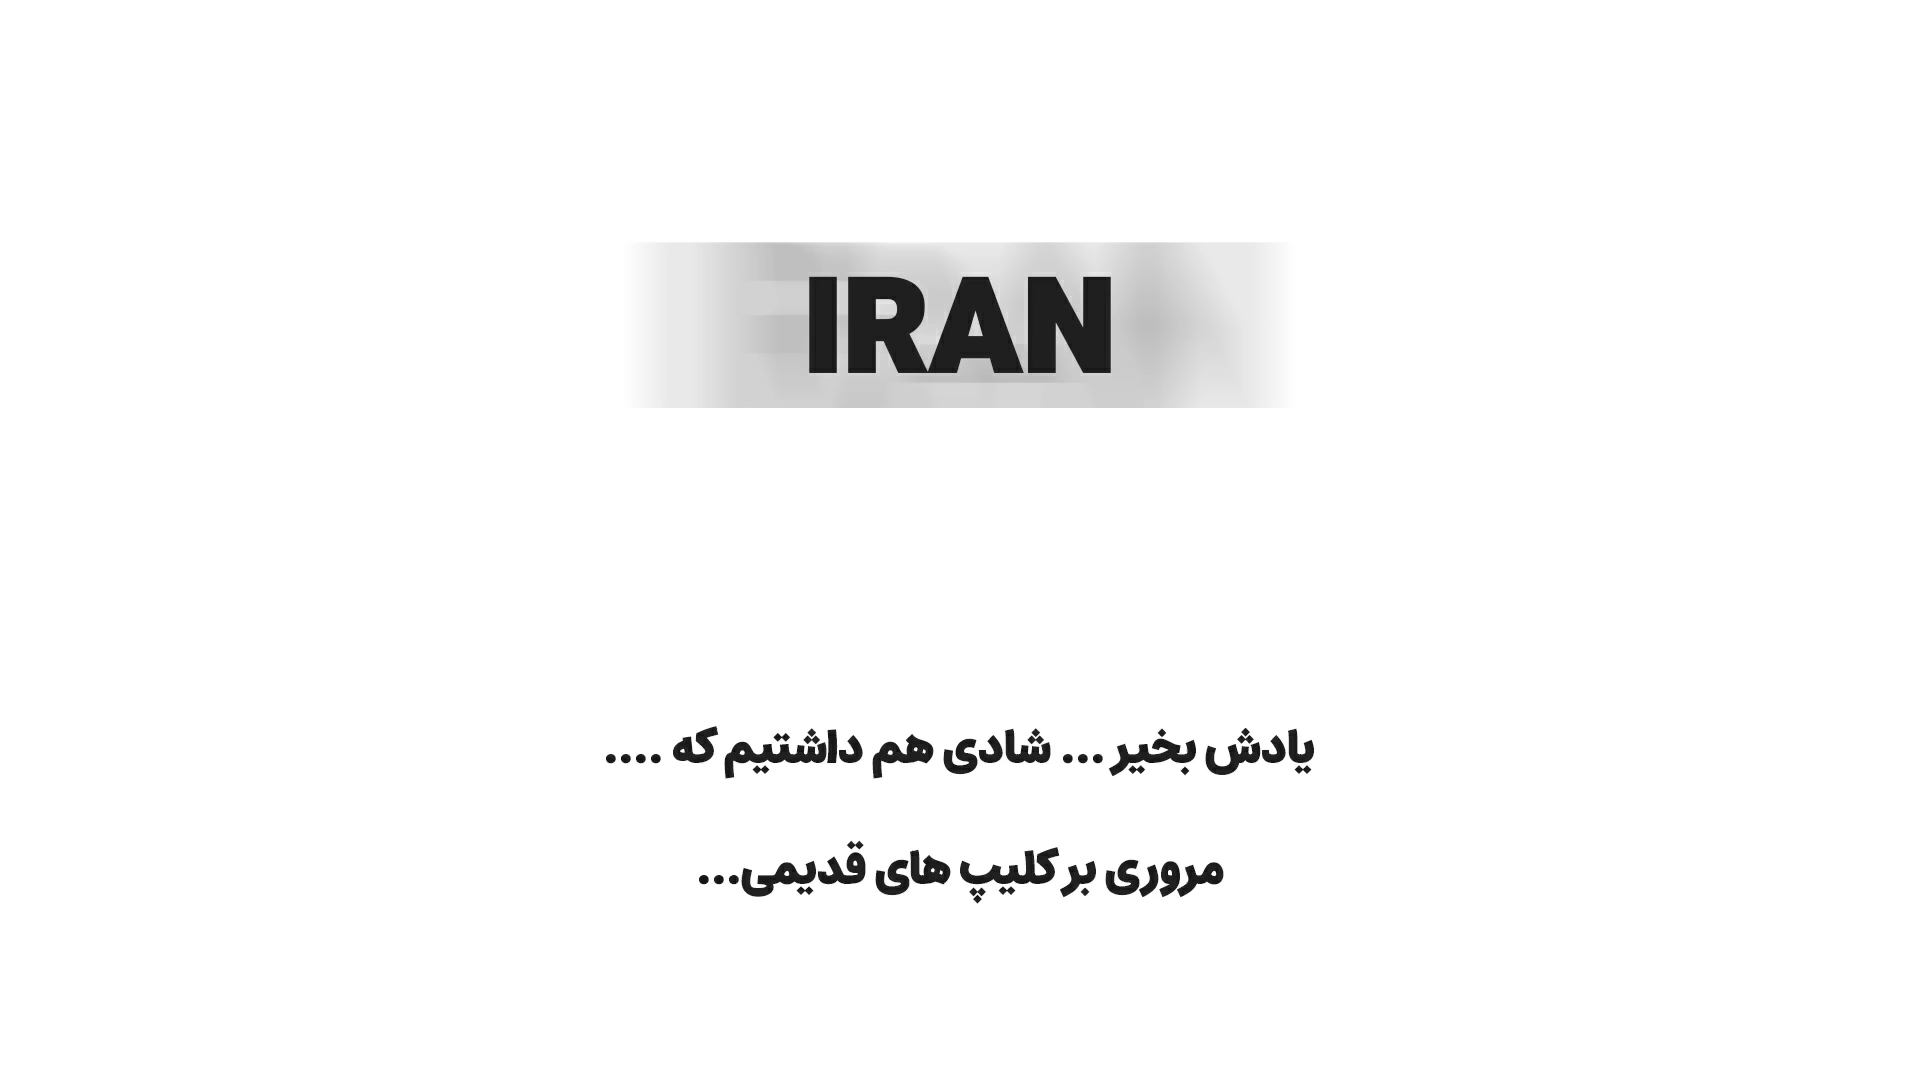 IRAN
یادش بخیر ... شادی هم داشتیم که ....
مروری بر کلیپ های قدیمی...